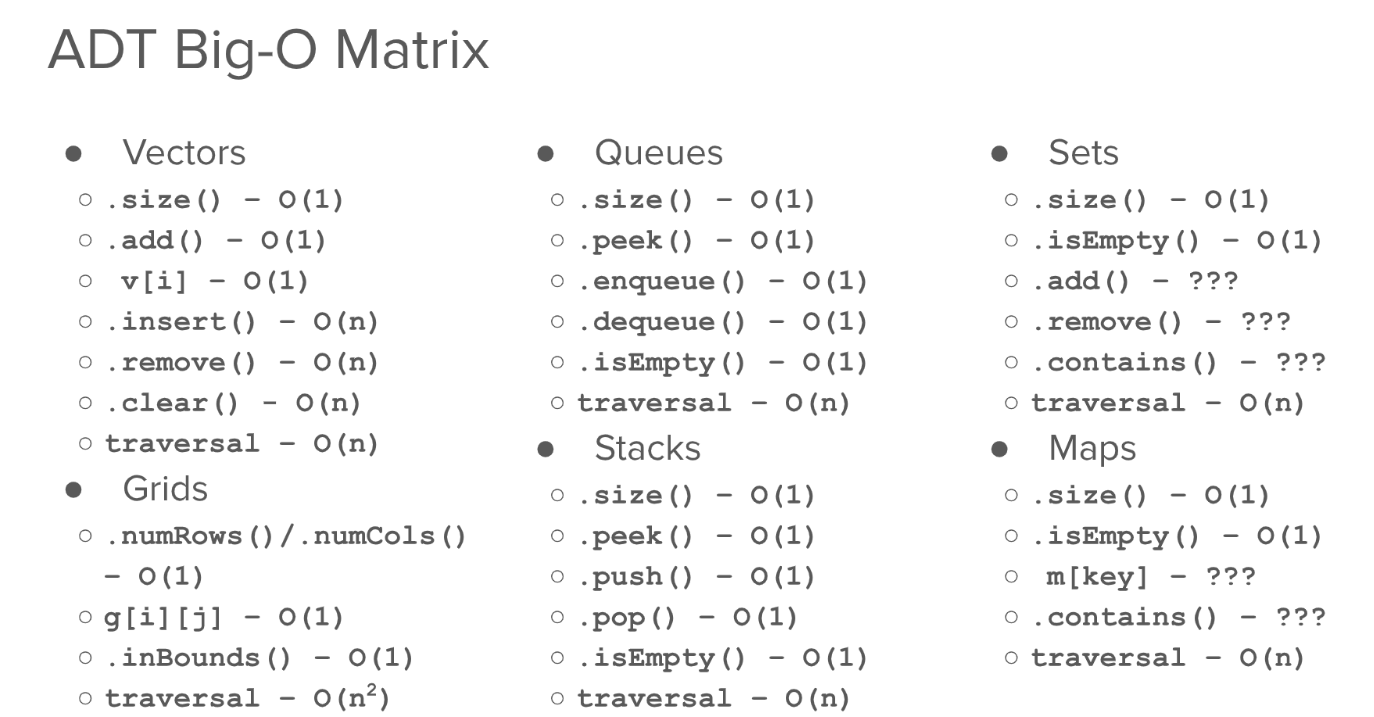 ADT Big-O Matrix
● Vectors
○ .size() – O(1)
○ .add() – O(1)
○ v[i] – O(1)
○ .insert() – O(n)
○ .remove() – O(n)
○ .clear() - O(n)
○ traversal – O(n)
● Grids
○ .numRows()/.numCols()
– O(1)
○ g[i][j] – O(1)
○ .inBounds() – O(1)
○ traversal – O(n²)
● Queues
○ .size() – O(1)
○ .peek() – O(1)
○ .enqueue() – O(1)
○ .dequeue() – O(1)
○ .isEmpty() – O(1)
○ traversal – O(n)
● Stacks
○ .size() – O(1)
○ .peek() – O(1)
○ .push() – O(1)
○ .pop() – O(1)
○ .isEmpty() – O(1)
○ traversal – O(n)
● Sets
○ .size() – O(1)
○ .isEmpty() – O(1)
○ .add() – ???
○ .remove() – ???
○ .contains() – ???
○ traversal – O(n)
● Maps
○ .size() – O(1)
○ .isEmpty() – O(1)
○ m[key] – ???
○ .contains() – ???
○ traversal – O(n)